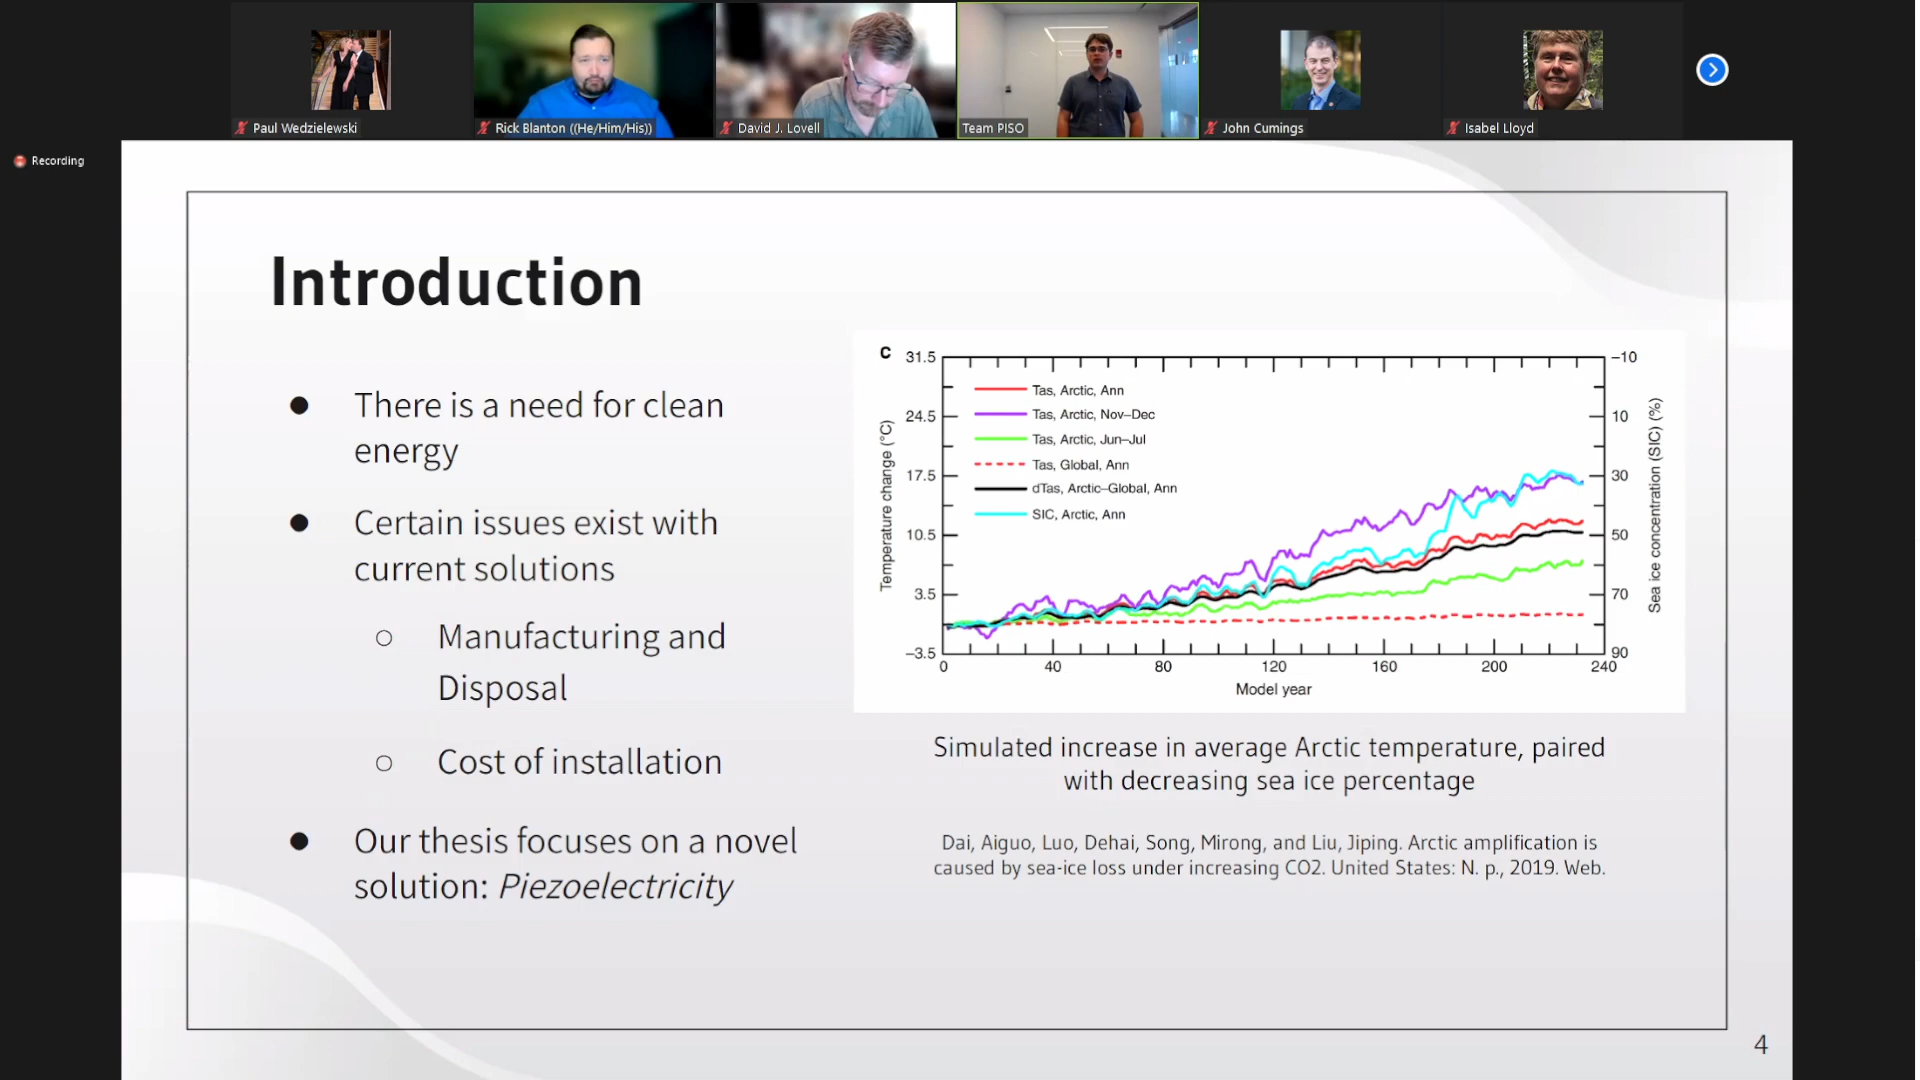 Paul Wedzielewski
Rick Blanton ((He/Him/His))
David J. Lovell
Team PISO
John Cumings
Isabel Lloyd
Recording
Introduction
● There is a need for clean
energy
● Certain issues exist with
current solutions
○ Manufacturing and
Disposal
○ Cost of installation
● Our thesis focuses on a novel
solution: Piezoelectricity
c
31.5
24.5
17.5
10.5
3.5
–3.5
Temperature change (°C)
Tas, Arctic, Ann
Tas, Arctic, Nov–Dec
Tas, Arctic, Jun–Jul
Tas, Global, Ann
dTas, Arctic–Global, Ann
SIC, Arctic, Ann
–10
10
30
50
70
90
Sea ice concentration (SIC) (%)
0 40 80 120 160 200 240
Model year
Simulated increase in average Arctic temperature, paired
with decreasing sea ice percentage
Dai, Aiguo, Luo, Dehai, Song, Mirong, and Liu, Jiping. Arctic amplification is
caused by sea-ice loss under increasing CO2. United States: N. p., 2019. Web.
4